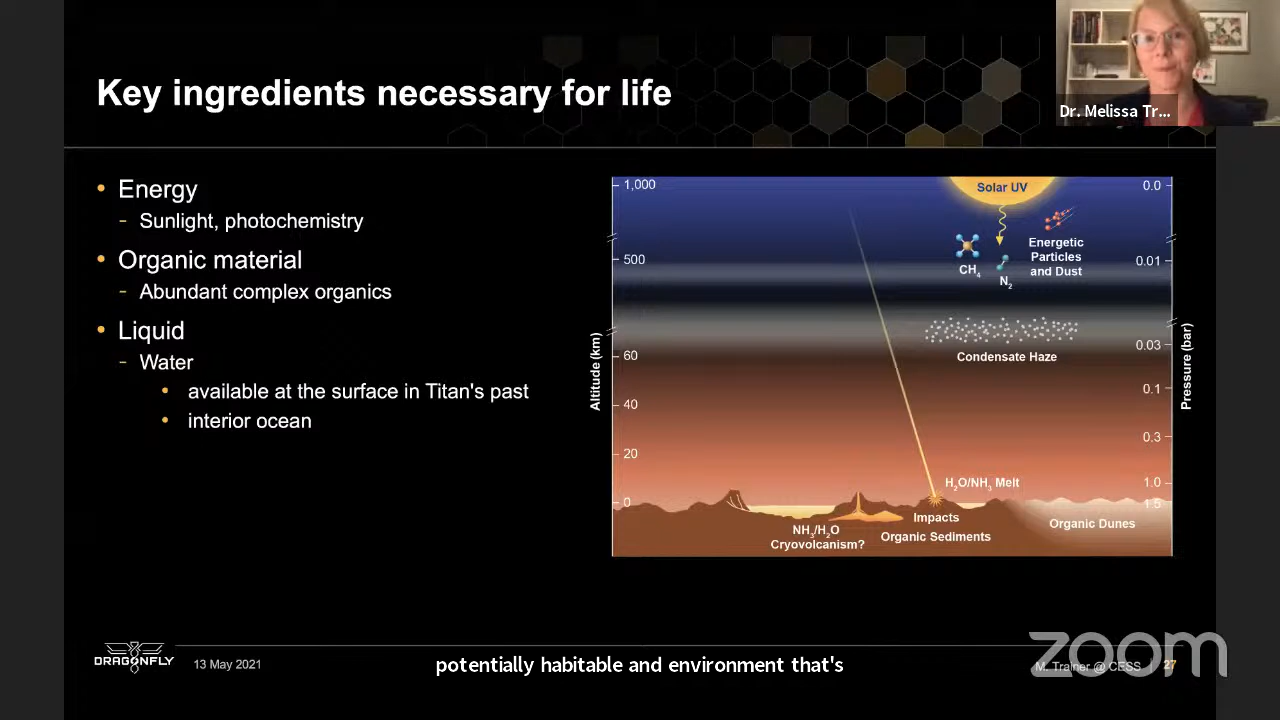 Key ingredients necessary for life
Dr. Melissa Tr...
• Energy
- Sunlight, photochemistry
• Organic material
- Abundant complex organics
• Liquid
- Water
• available at the surface in Titan's past
• interior ocean
Altitude (km)
1,000
500
60
40
20
0
Solar UV
CH4
N2
Energetic
Particles
and Dust
Condensate Haze
H2O/NH3 Melt
Impacts
Organic Sediments
NH3/H2O
Cryovolcanism?
Organic Dunes
0.0
0.01
0.03
0.1
0.3
1.0
1.5
Pressure (bar)
DRAGONFLY
13 May 2021
potentially habitable and environment that's
M. Trainer @ CESS | 27
zoom